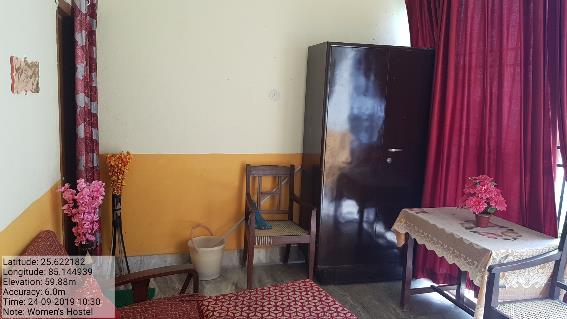 Latitude: 25.622182
Longitude: 85.144939
Elevation: 59.88m
Accuracy: 6.0m
Time: 24-09-2019 10:30
Note: Women's Hostel